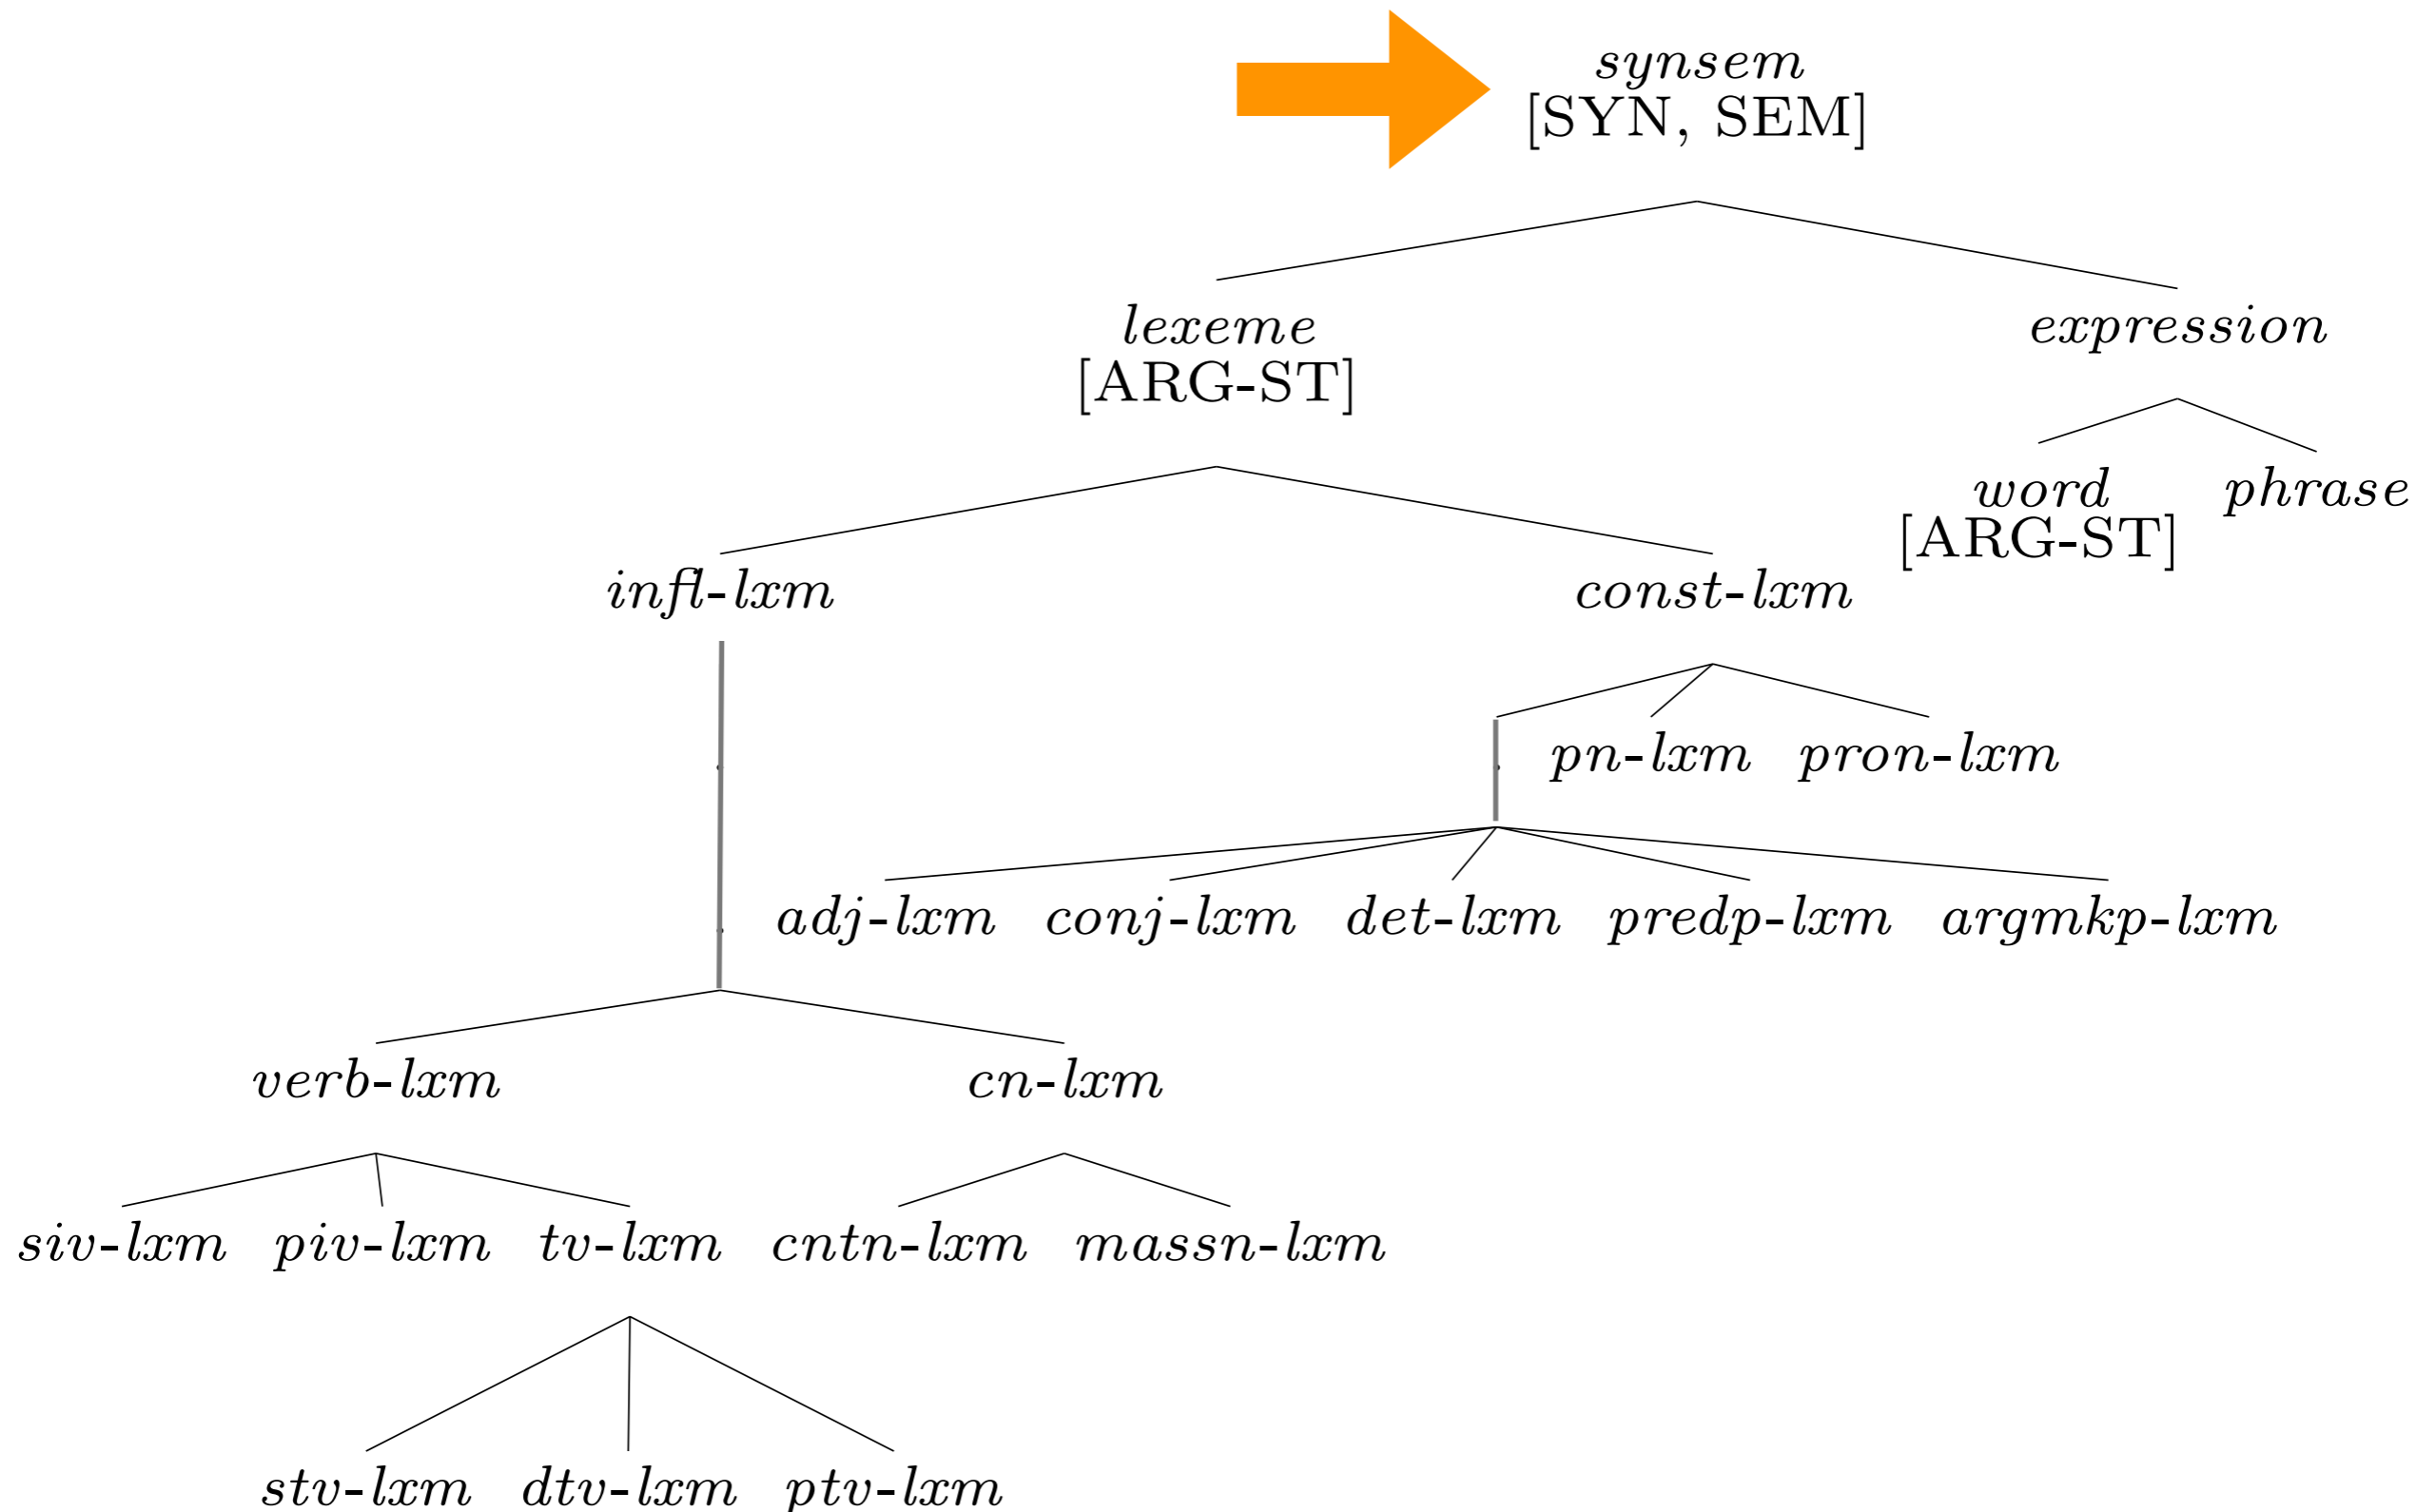 synsem
[SYN, SEM]
lexeme
[ARG-ST]
expression
word
[ARG-ST]
phrase
infl-lxm
const-lxm
pn-lxm
pron-lxm
adj-lxm
conj-lxm
det-lxm
predp-lxm
argmkp-lxm
verb-lxm
cn-lxm
siv-lxm
piv-lxm
tv-lxm
cntn-lxm
massn-lxm
stv-lxm
dtv-lxm
ptv-lxm